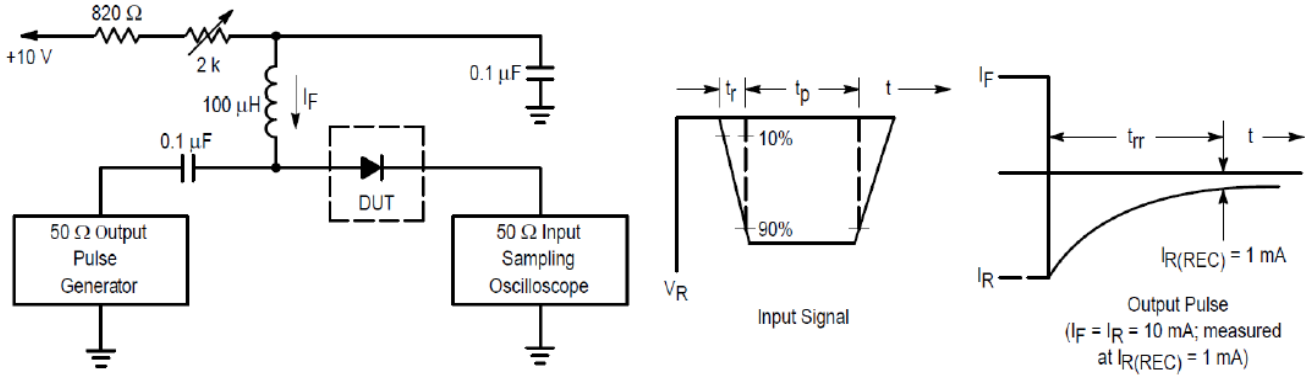 820 Ω
+10 V
2 k
0.1 µF
100 µH
IF
0.1 µF
DUT
50 Ω Output
Pulse
Generator
50 Ω Input
Sampling
Oscilloscope
tr
tp
t
10%
90%
VR
Input Signal
IF
trr
t
IR(REC) = 1 mA
IR
Output Pulse
(IF = IR = 10 mA; measured
at IR(REC) = 1 mA)